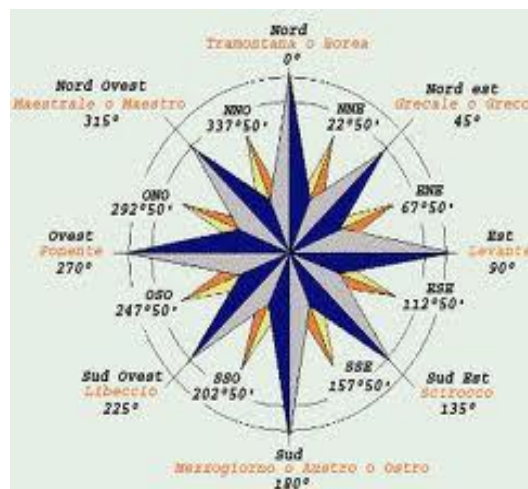 Nord
Tramontana o Borea
0°
Nord Ovest
Maestrale o Maestro
315°
Nord est
Grecale o Greco
45°
NNO
337°50'
NNE
22°50'
ONO
292°50'
ENE
67°50'
Ovest
Ponente
270°
Est
Levante
90°
OSO
247°50'
ESE
112°50'
SSO
202°50'
SSE
157°50'
Sud Ovest
Libeccio
225°
Sud Est
Scirocco
135°
Sud
Mezzogiorno o Austro o Ostro
180°